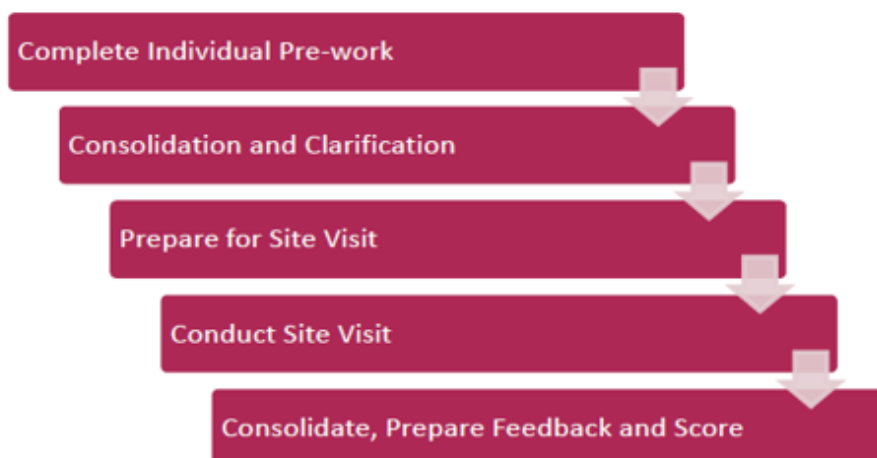 Complete Individual Pre-work
Consolidation and Clarification
Prepare for Site Visit
Conduct Site Visit
Consolidate, Prepare Feedback and Score